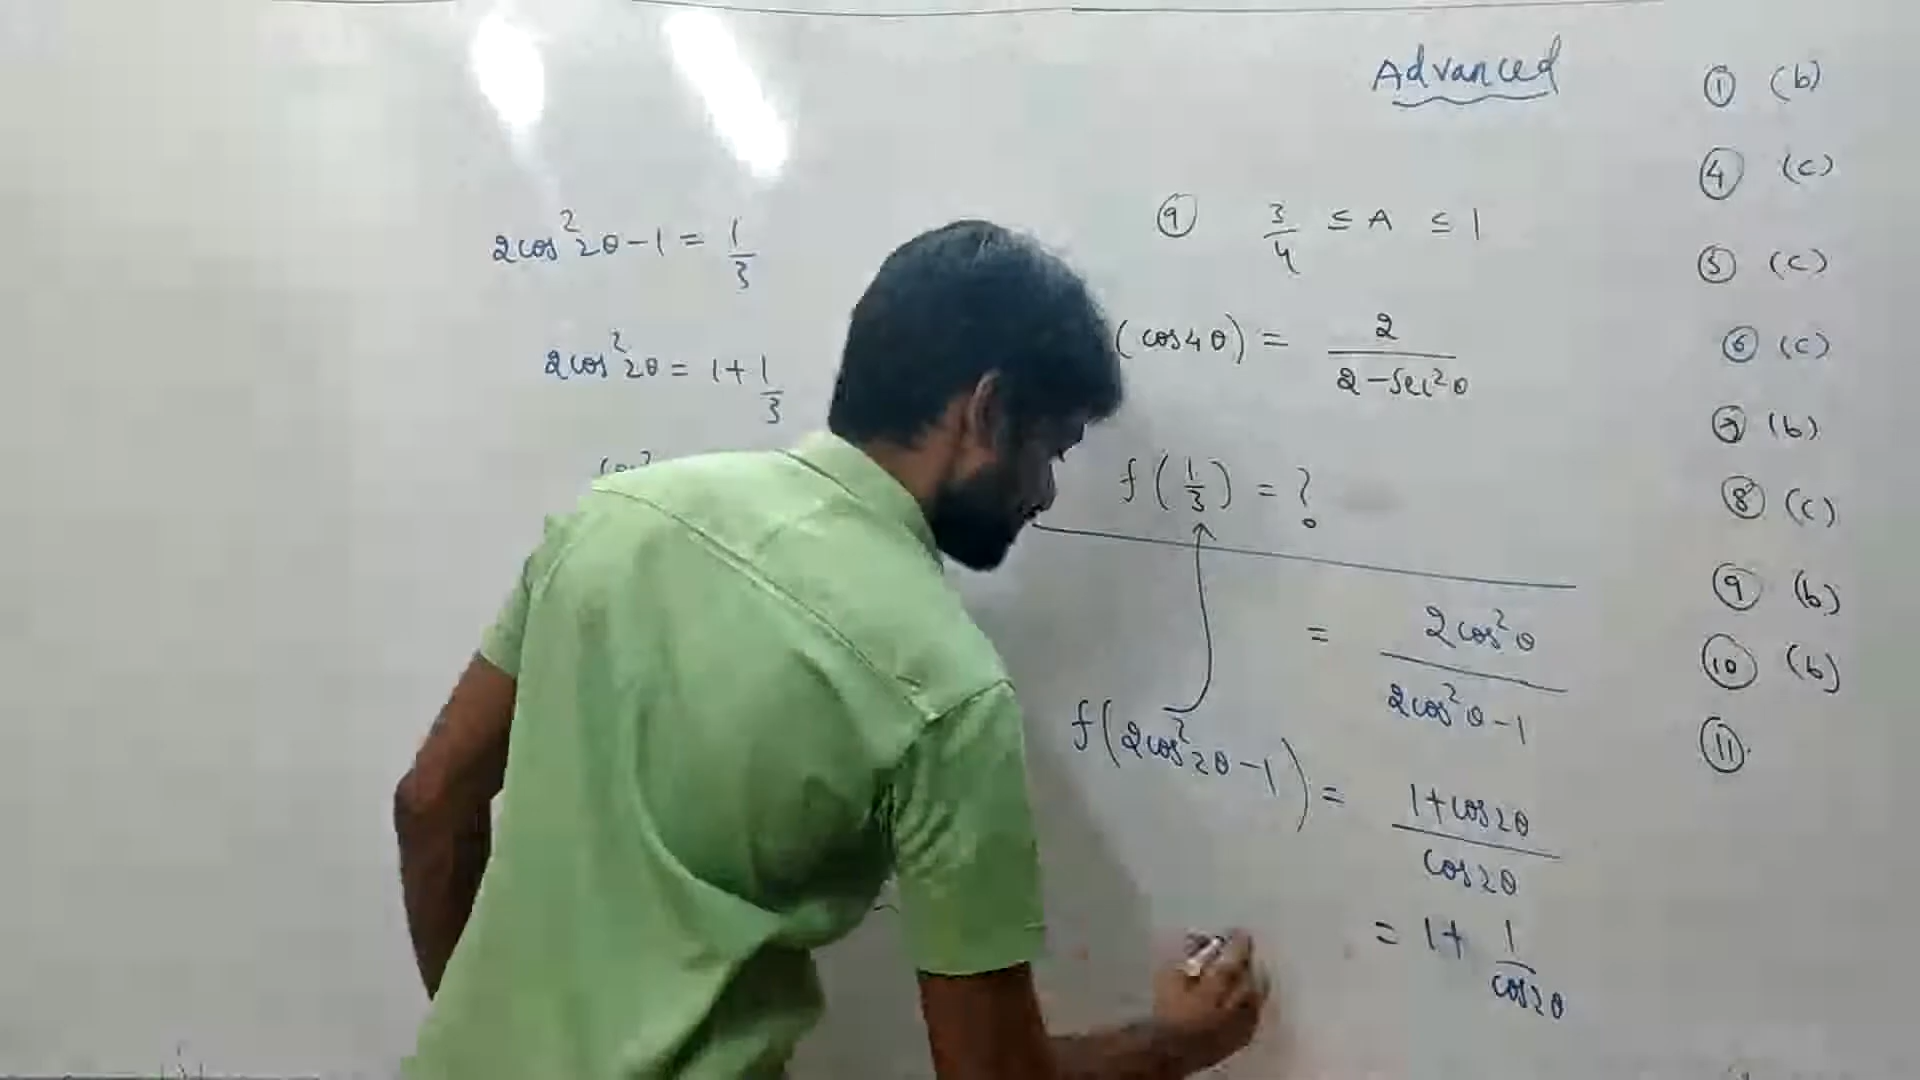 Advanced
① (b)
④ (c)
⑤ (c)
⑥ (c)
⑦ (b)
⑧ (c)
⑨ (b)
⑩ (b)
⑪
2cos²2θ-1 = 1/3
2cos²2θ = 1+1/3
cos²
⑨ 3/4 ≤ A ≤ 1
(cos4θ) = 2/(2-Sec²θ)
f(1/3) = ?
= 2cos²θ/(2cos²θ-1)
f(2cos²2θ-1) = (1+cos2θ)/cos2θ
= 1+ 1/cos2θ